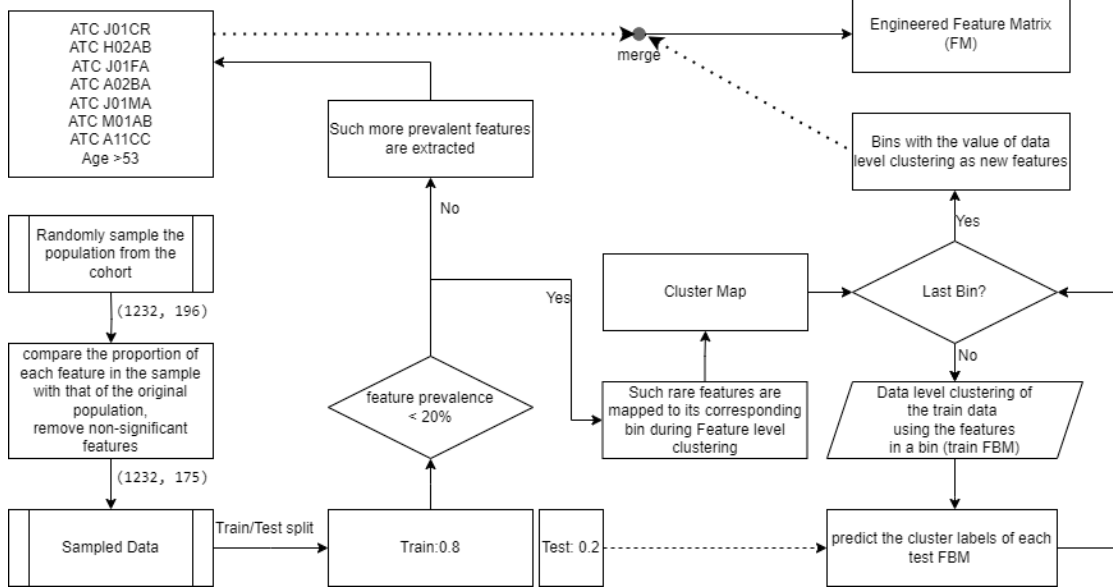 ATC J01CR
ATC H02AB
ATC J01FA
ATC A02BA
ATC J01MA
ATC M01AB
ATC A11CC
Age >53
merge
Engineered Feature Matrix
(FM)
Such more prevalent features
are extracted
Bins with the value of data
level clustering as new features
No
Yes
Randomly sample the
population from the
cohort
(1232, 196)
Yes
Cluster Map
Last Bin?
No
compare the proportion of
each feature in the sample
with that of the original
population,
remove non-significant
features
feature prevalence
< 20%
Such rare features are
mapped to its corresponding
bin during Feature level
clustering
Data level clustering of
the train data
using the features
in a bin (train FBM)
(1232, 175)
Sampled Data
Train/Test split
Train:0.8
Test: 0.2
predict the cluster labels of each
test FBM